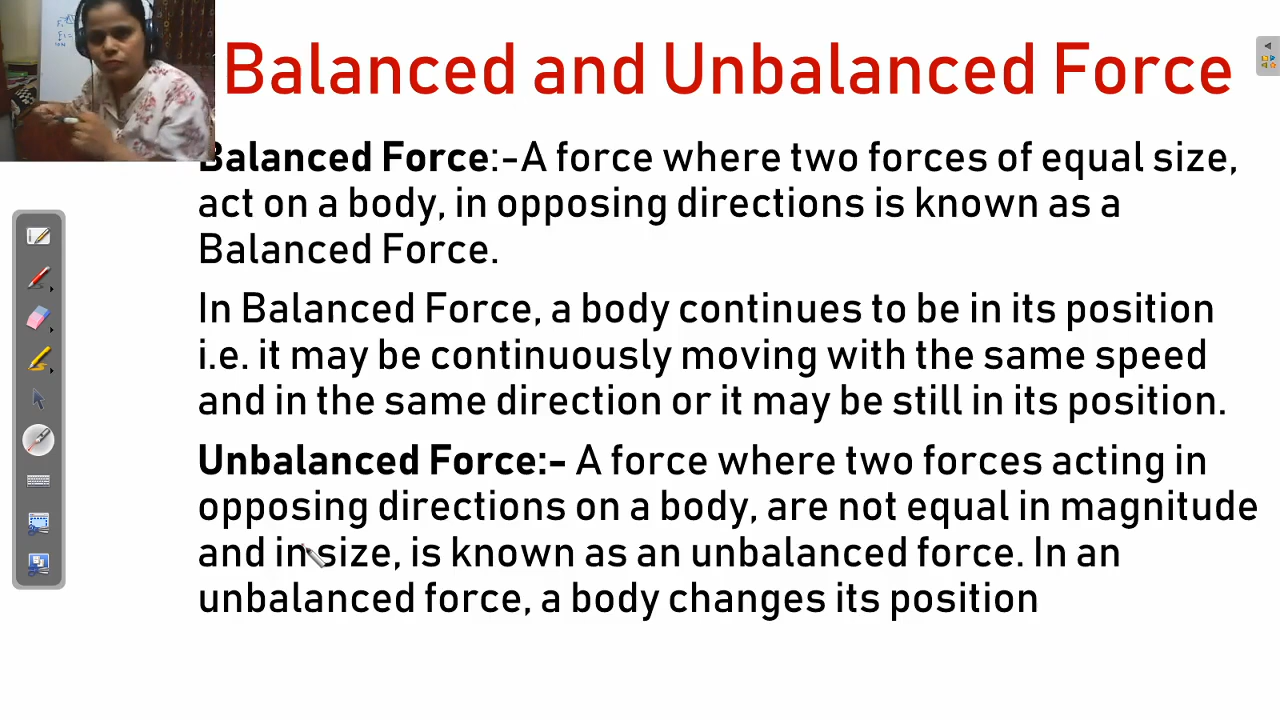 Balanced and Unbalanced Force
Balanced Force:-A force where two forces of equal size,
act on a body, in opposing directions is known as a
Balanced Force.
In Balanced Force, a body continues to be in its position
i.e. it may be continuously moving with the same speed
and in the same direction or it may be still in its position.
Unbalanced Force:- A force where two forces acting in
opposing directions on a body, are not equal in magnitude
and in size, is known as an unbalanced force. In an
unbalanced force, a body changes its position